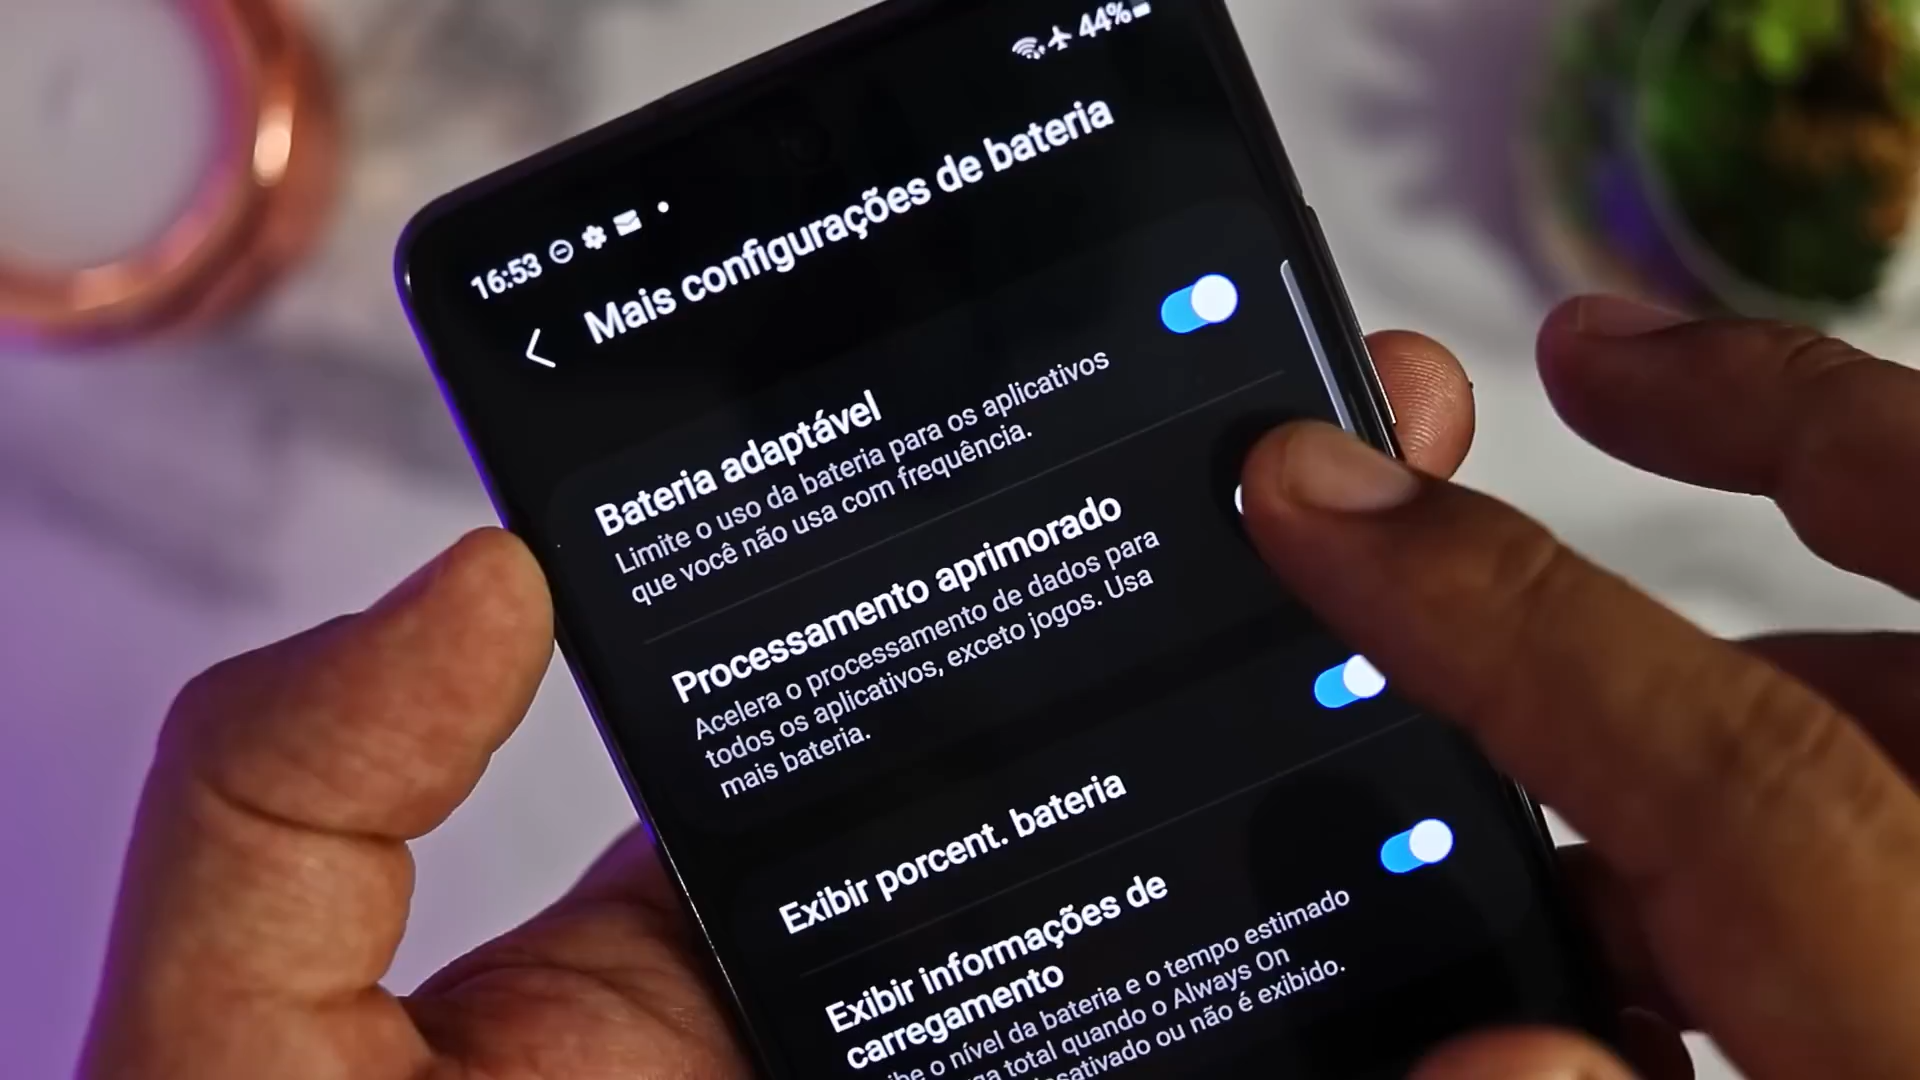 16:53
44%
Mais configurações de bateria
Bateria adaptável
Limite o uso da bateria para os aplicativos
que você não usa com frequência.
Processamento aprimorado
Acelera o processamento de dados para
todos os aplicativos, exceto jogos. Usa
mais bateria.
Exibir porcent. bateria
Exibir informações de
carregamento
o nível da bateria e o tempo estimado
total quando o Always On
ou não é exibido.